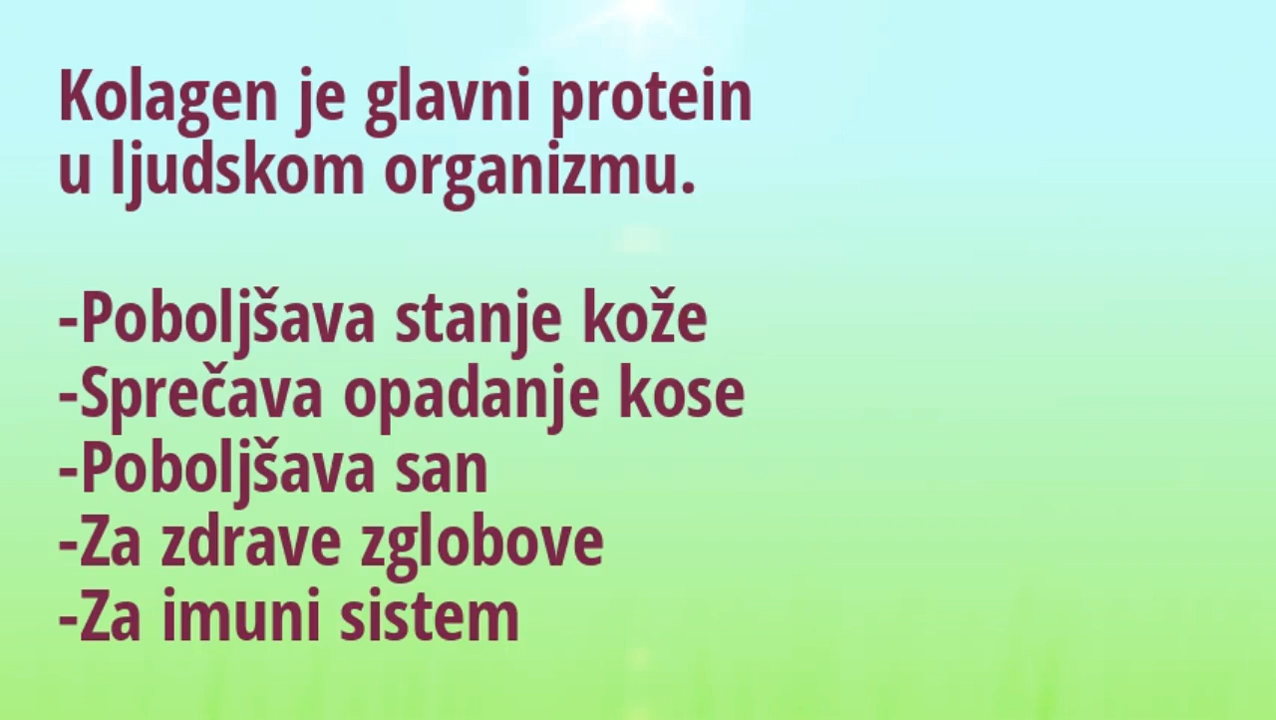 Kolagen je glavni protein
u ljudskom organizmu.
-Poboljšava stanje kože
-Sprečava opadanje kose
-Poboljšava san
-Za zdrave zglobove
-Za imuni sistem